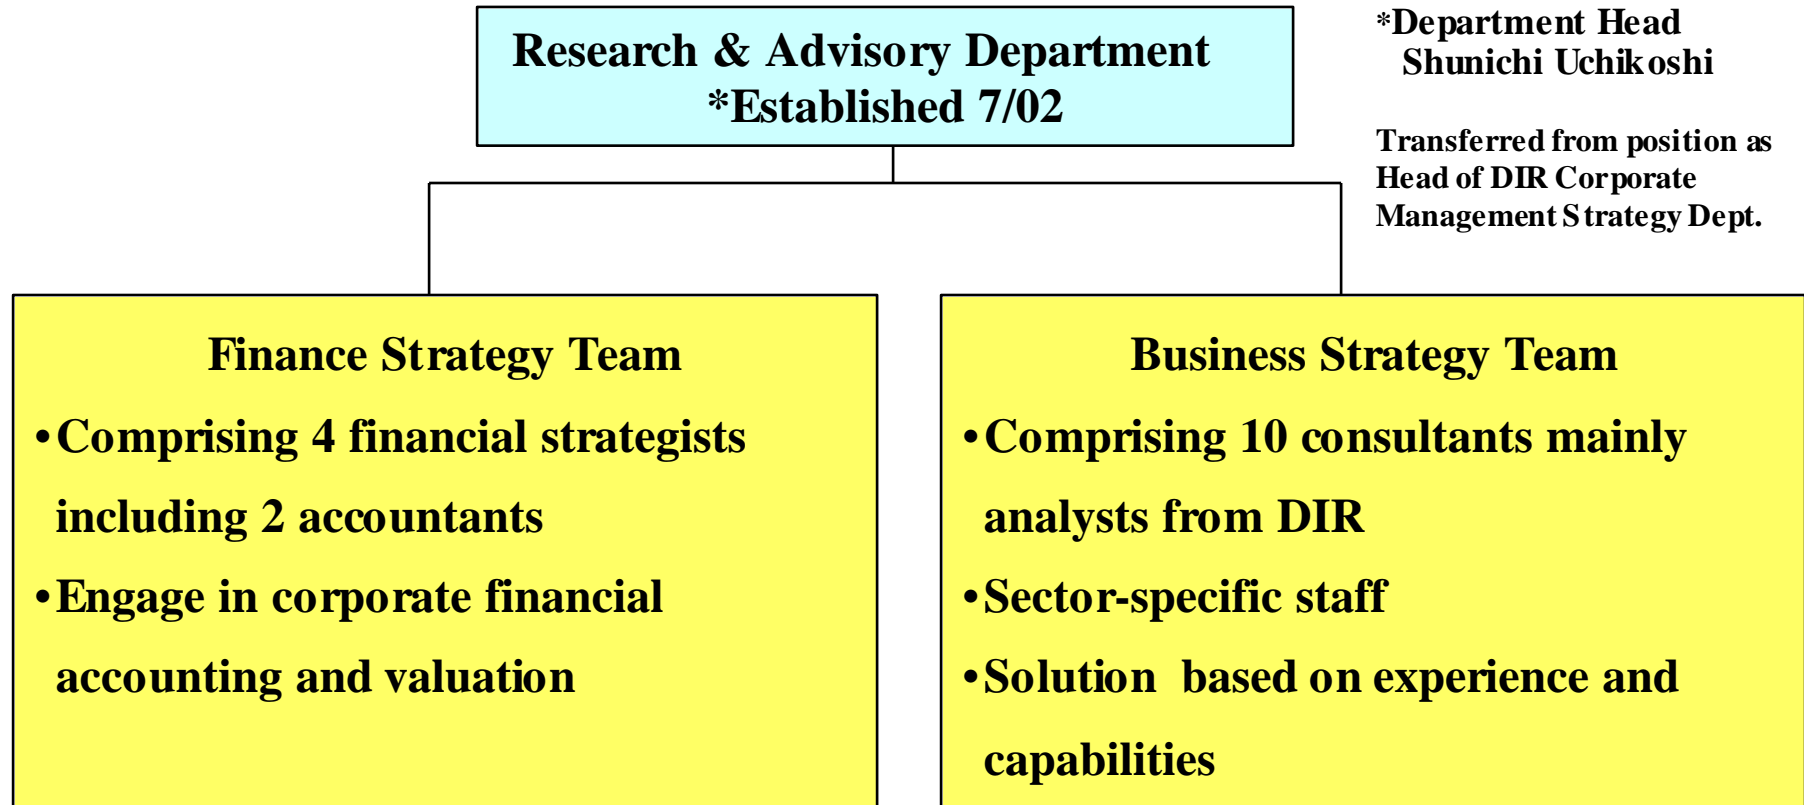 Research & Advisory Department
*Established 7/02
*Department Head
Shunichi Uchikoshi
Transferred from position as
Head of DIR Corporate
Management Strategy Dept.
Finance Strategy Team
•Comprising 4 financial strategists
including 2 accountants
•Engage in corporate financial
accounting and valuation
Business Strategy Team
•Comprising 10 consultants mainly
analysts from DIR
•Sector-specific staff
•Solution based on experience and
capabilities